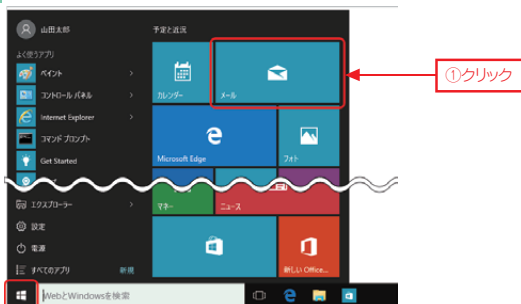 山田太郎
予定と近況
よく使うアプリ
ペイント
コントロール パネル
Internet Explorer
コマンド プロンプト
Get Started
カレンダー
メール
①クリック
Microsoft Edge
フォト
エクスプローラー
マネー
ニュース
設定
電源
すべてのアプリ
新規
新しい Office...
WebとWindowsを検索